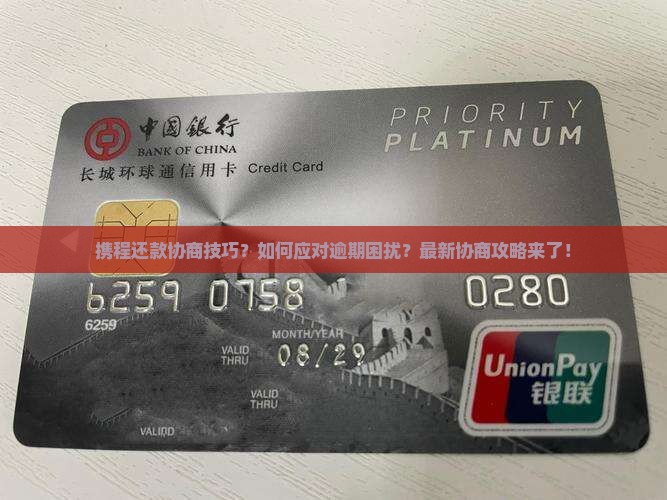 中国銀行
BANK OF CHINA
长城环球通信用卡 Credit Card
PRIORITY
PLATINUM
携程还款协商技巧？如何应对逾期困扰？最新协商攻略来了！
6259 0758 0280
6259
MONTH/YEAR
VALID
THRU
08/29
VALID
THRU
UnionPay
银联